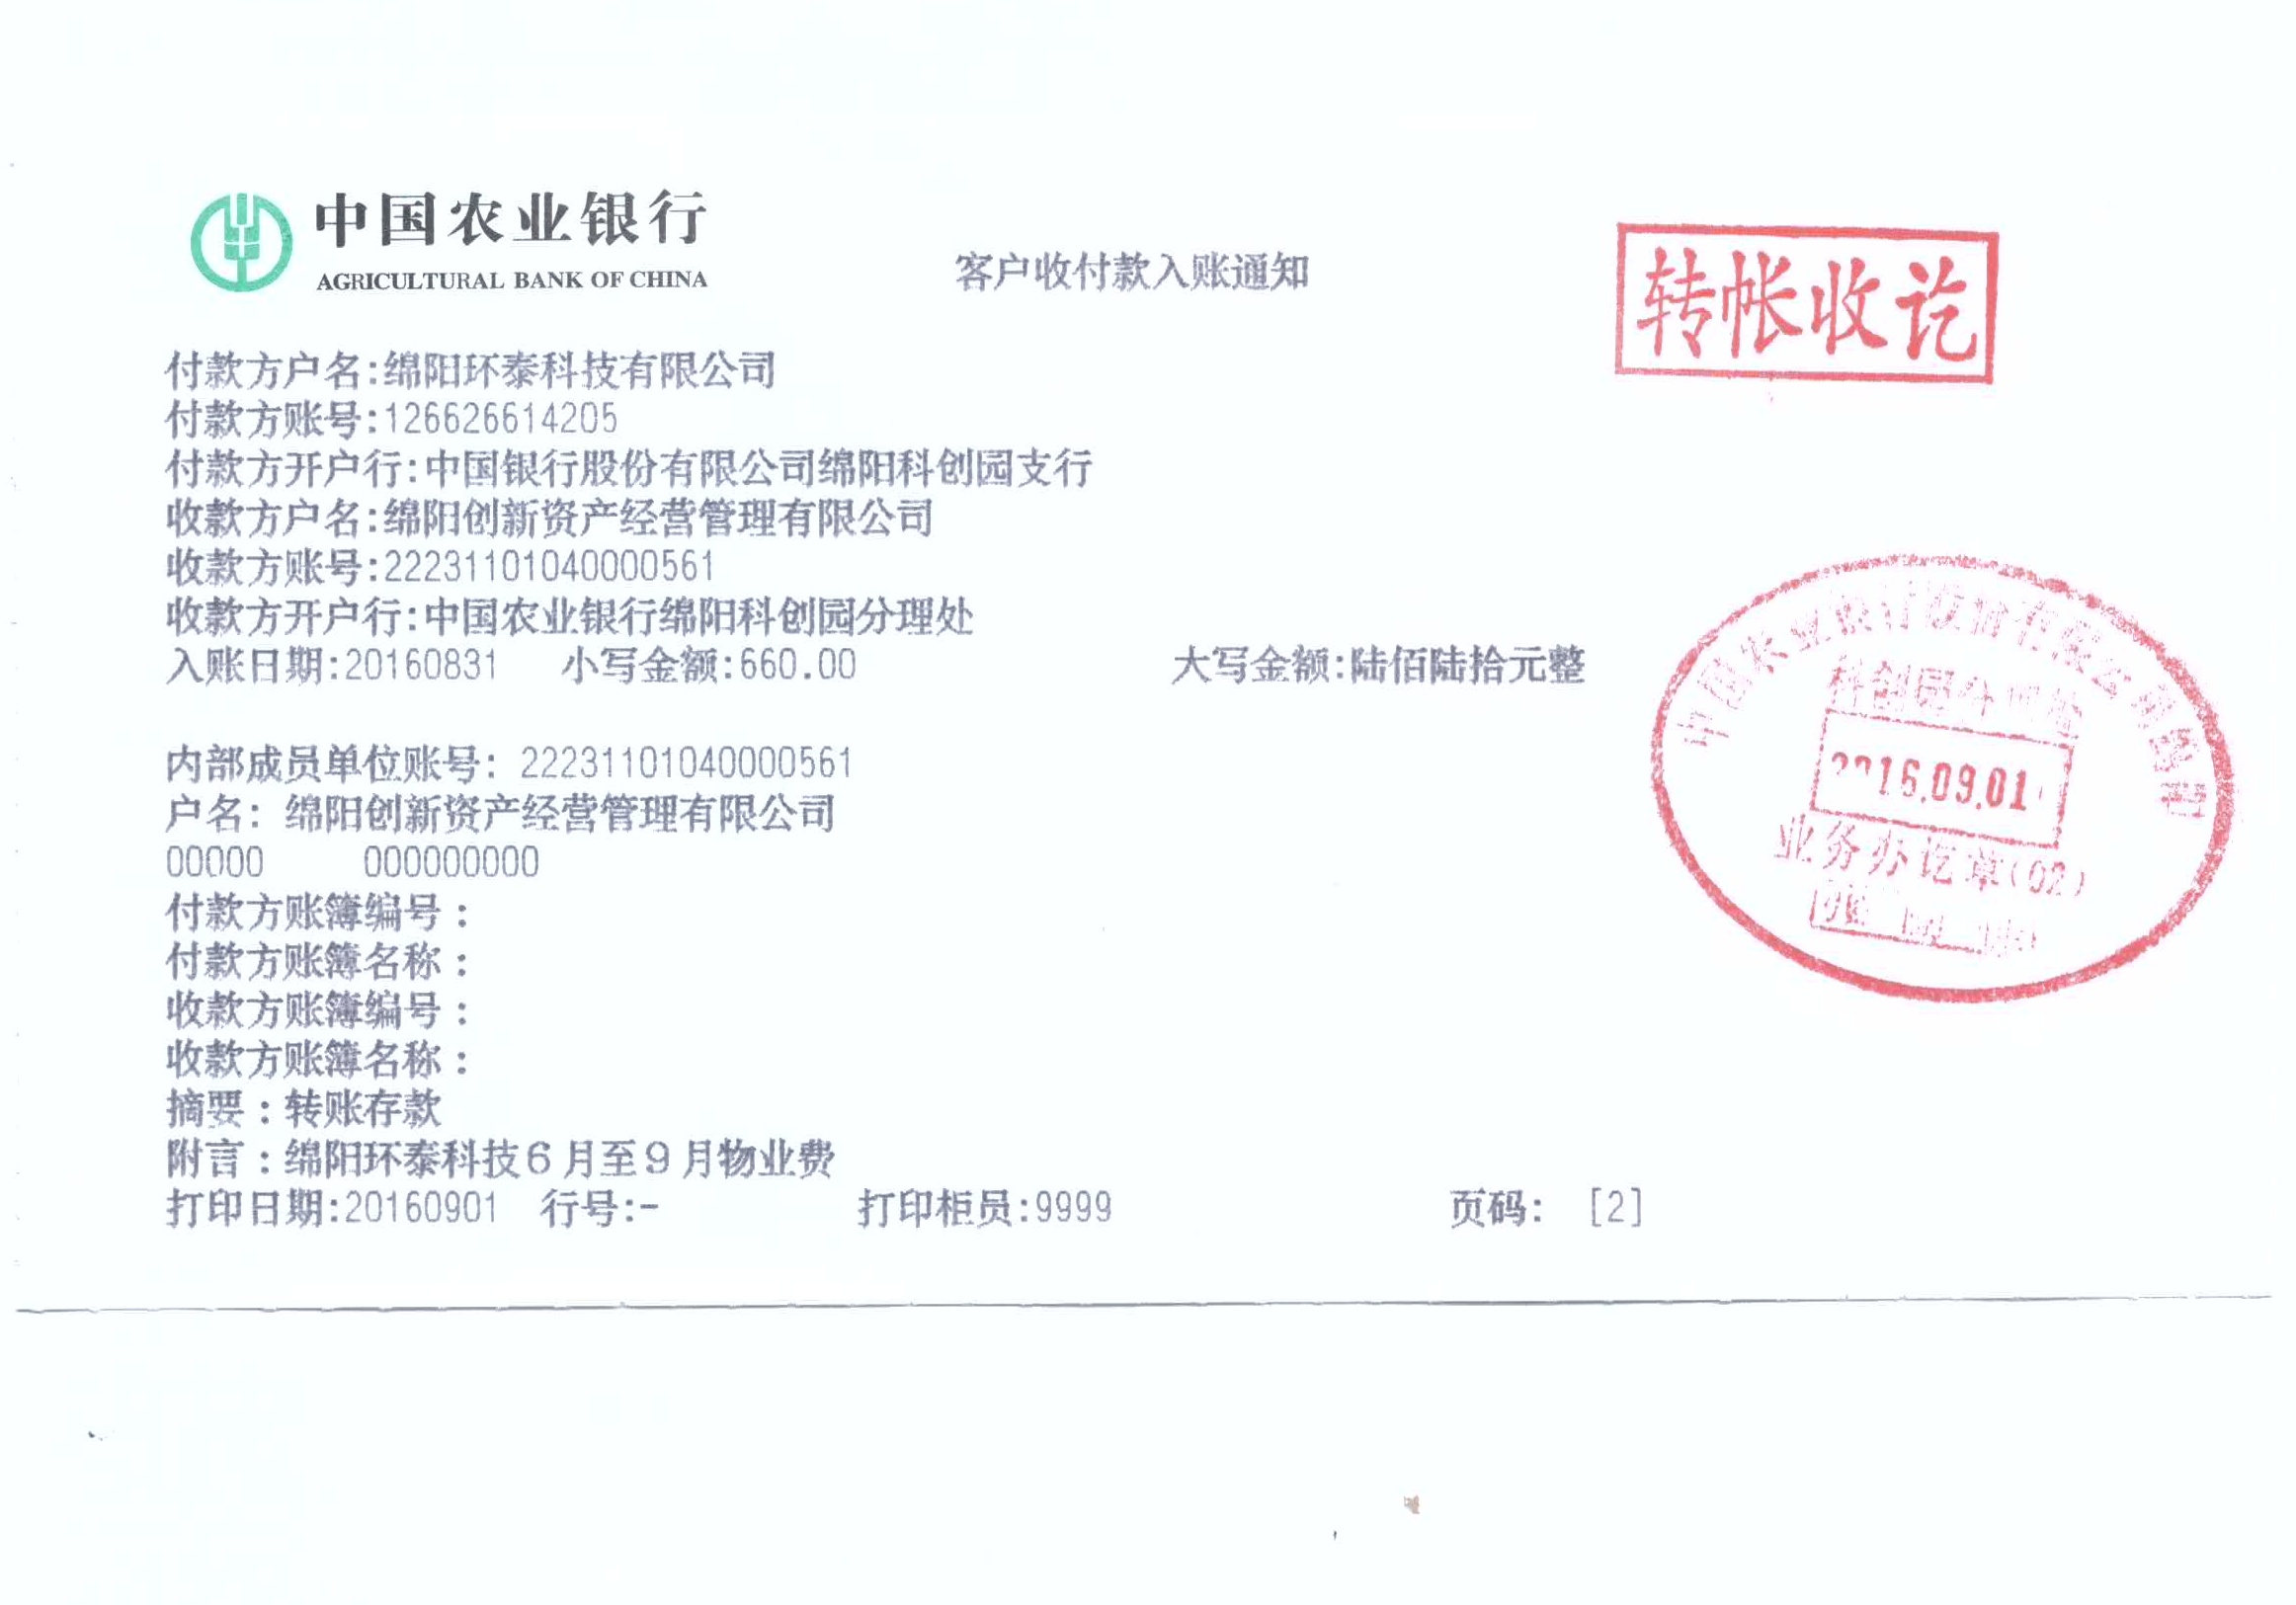 中国农业银行
AGRICULTURAL BANK OF CHINA
客户收付款入账通知
转帐收讫
付款方户名:绵阳环泰科技有限公司
付款方账号:126626614205
付款方开户行:中国银行股份有限公司绵阳科创园支行
收款方户名:绵阳创新资产经营管理有限公司
收款方账号:22231101040000561
收款方开户行:中国农业银行绵阳科创园分理处
入账日期:20160831 小写金额:660.00 大写金额:陆佰陆拾元整
内部成员单位账号: 22231101040000561
户名: 绵阳创新资产经营管理有限公司
00000 000000000
付款方账簿编号:
付款方账簿名称:
收款方账簿编号:
收款方账簿名称:
摘要:转账存款
附言:绵阳环泰科技6月至9月物业费
打印日期:20160901 行号:- 打印柜员:9999 页码: [2]
中国农业银行股份有限公司
科创园分理处
2016.09.01
业务办讫章(02)